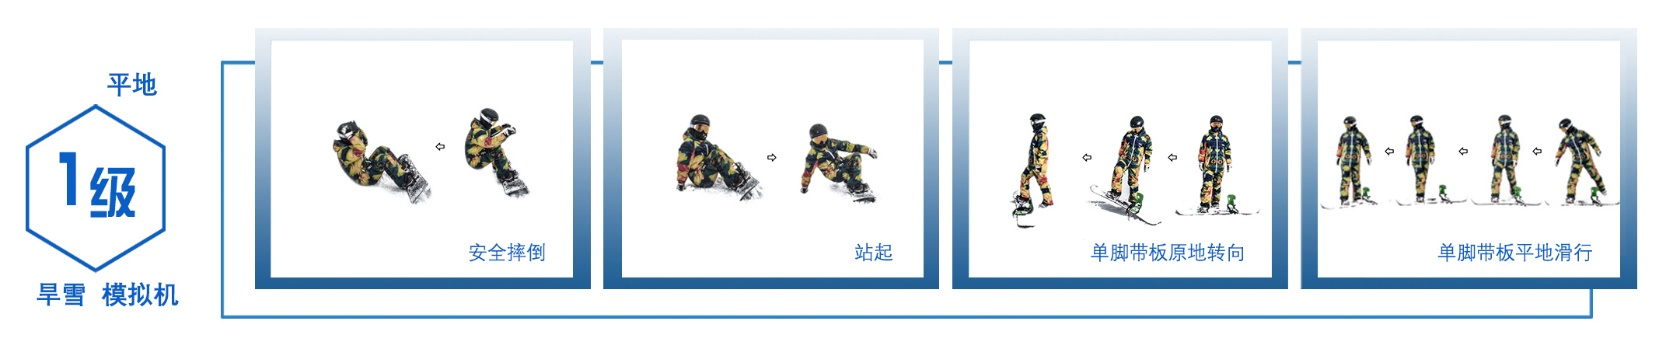 平地
1级
旱雪 模拟机
安全摔倒
站起
单脚带板原地转向
单脚带板平地滑行